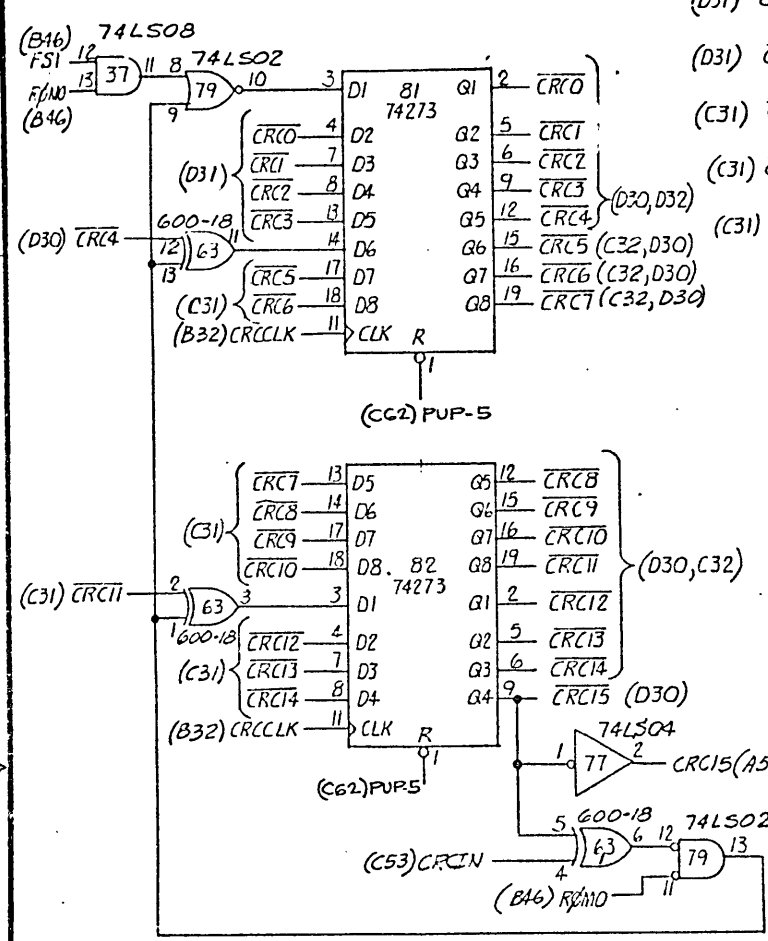 74LS08
(B46)
FS1 12
37 11 8
74LS02
79 10
RØM0 13
(B46)
9
3 D1 81 Q1 2 CRC0
74273
CRC0 4 D2 Q2 5 CRC1
(D31)
CRC1 7 D3 Q3 6 CRC2
CRC2 8 D4 Q4 9 CRC3
CRC3 13 D5 Q5 12 CRC4
(D30,D32)
600-18
(D30) CRC4 12 63 11 14 D6 Q6 15 CRC5 (C32,D30)
13
CRC5 17 D7 Q7 16 CRC6 (C32,D30)
(C31)
CRC6 18 D8 Q8 19 CRC7 (C32,D30)
(B32) CRCCLK 11 CLK R
1
(C62) PUP-5
CRC7 13 D5 Q5 12 CRC8
CRC8 14 D6 Q6 15 CRC9
(C31)
CRC9 17 D7 Q7 16 CRC10
CRC10 18 D8 82 Q8 19 CRC11
74273
(D30,C32)
(C31) CRC11 2 63 3 3 D1 Q1 2 CRC12
1 600-18
CRC12 4 D2 Q2 5 CRC13
(C31) CRC13 7 D3 Q3 6 CRC14
CRC14 8 D4 Q4 9 CRC15 (D30)
(B32) CRCCLK 11 CLK R
1
(C62) PUP-5
74LS04
1 77 2 CRC15 (A5
600-18
5 63 6 12 74LS02
79 13
(C53) CRCIN 4
(B46) RØM0 11
(D31)
(D31)
(C31)
(C31)
(C31)